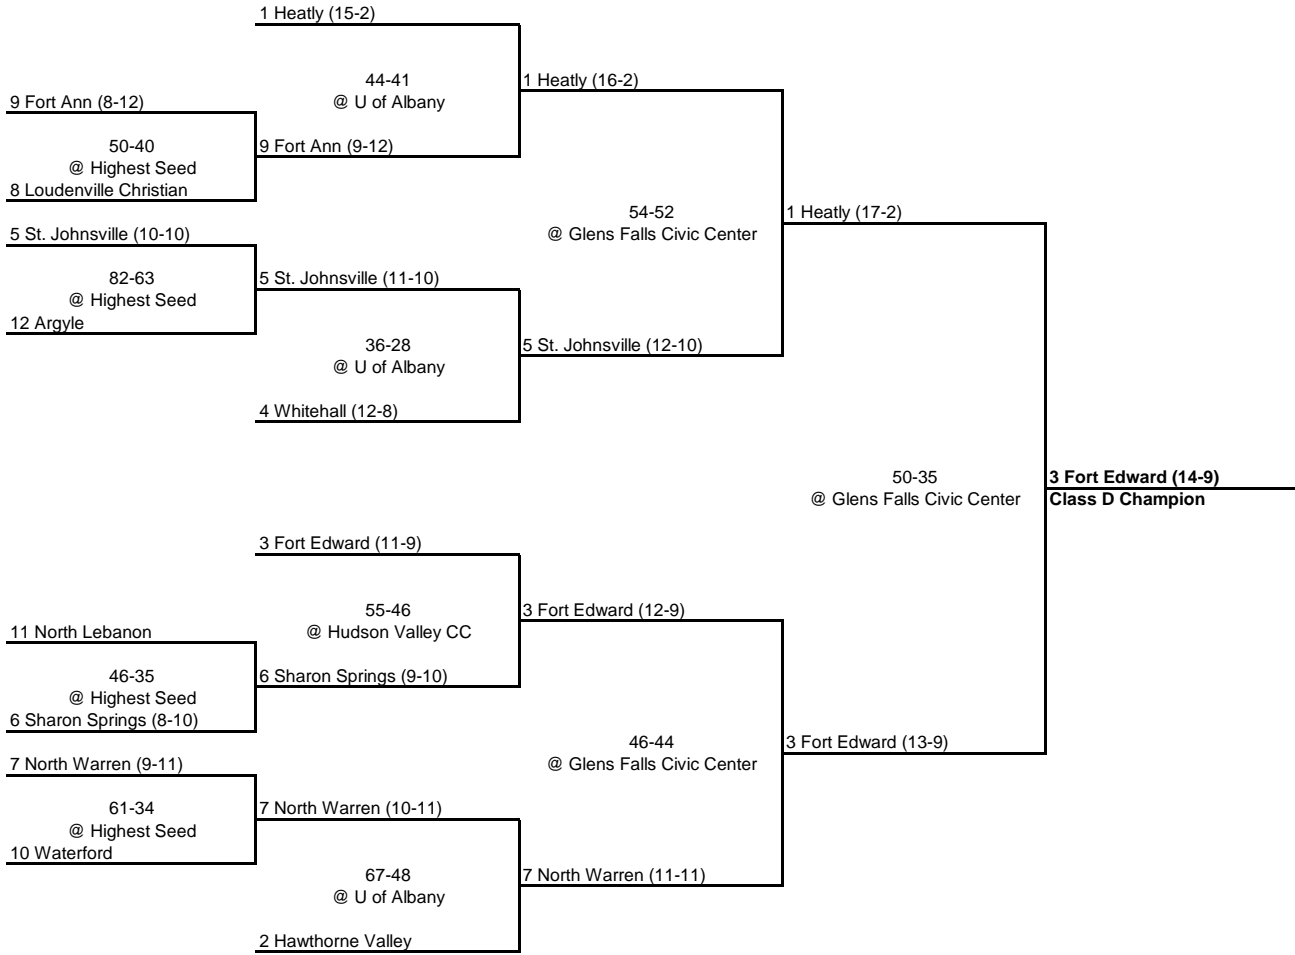 1 Heatly (15-2)
44-41
@ U of Albany
1 Heatly (16-2)
9 Fort Ann (8-12)
50-40
@ Highest Seed
9 Fort Ann (9-12)
8 Loudenville Christian
54-52
@ Glens Falls Civic Center
1 Heatly (17-2)
5 St. Johnsville (10-10)
82-63
@ Highest Seed
5 St. Johnsville (11-10)
12 Argyle
36-28
@ U of Albany
5 St. Johnsville (12-10)
4 Whitehall (12-8)
50-35
@ Glens Falls Civic Center
3 Fort Edward (14-9)
Class D Champion
3 Fort Edward (11-9)
55-46
@ Hudson Valley CC
3 Fort Edward (12-9)
11 North Lebanon
46-35
@ Highest Seed
6 Sharon Springs (9-10)
6 Sharon Springs (8-10)
46-44
@ Glens Falls Civic Center
3 Fort Edward (13-9)
7 North Warren (9-11)
61-34
@ Highest Seed
7 North Warren (10-11)
10 Waterford
67-48
@ U of Albany
7 North Warren (11-11)
2 Hawthorne Valley